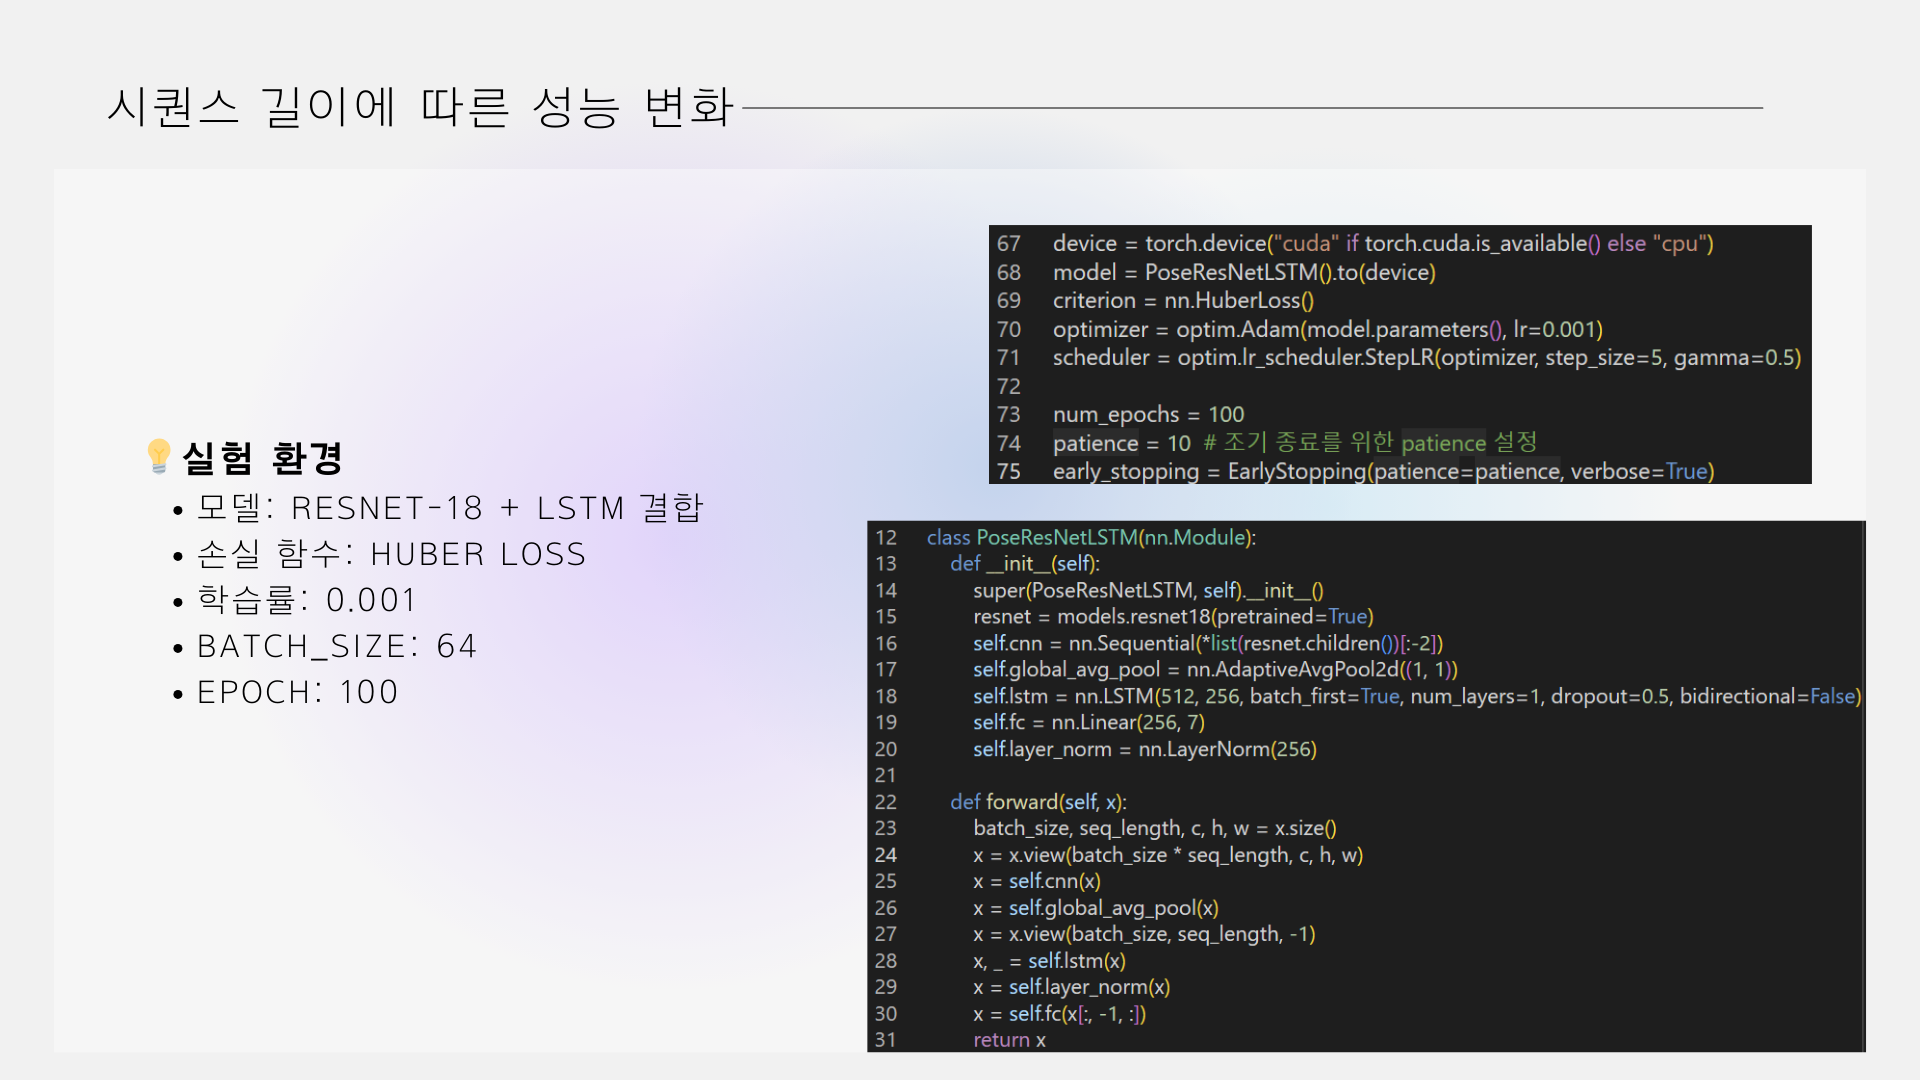 시퀀스 길이에 따른 성능 변화
실험 환경
• 모델: RESNET-18 + LSTM 결합
• 손실 함수: HUBER LOSS
• 학습률: 0.001
• BATCH_SIZE: 64
• EPOCH: 100
67 device = torch.device("cuda" if torch.cuda.is_available() else "cpu")
68 model = PoseResNetLSTM().to(device)
69 criterion = nn.HuberLoss()
70 optimizer = optim.Adam(model.parameters(), lr=0.001)
71 scheduler = optim.lr_scheduler.StepLR(optimizer, step_size=5, gamma=0.5)
72
73 num_epochs = 100
74 patience = 10 # 조기 종료를 위한 patience 설정
75 early_stopping = EarlyStopping(patience=patience, verbose=True)
12 class PoseResNetLSTM(nn.Module):
13 def __init__(self):
14 super(PoseResNetLSTM, self).__init__()
15 resnet = models.resnet18(pretrained=True)
16 self.cnn = nn.Sequential(*list(resnet.children())[:-2])
17 self.global_avg_pool = nn.AdaptiveAvgPool2d((1, 1))
18 self.lstm = nn.LSTM(512, 256, batch_first=True, num_layers=1, dropout=0.5, bidirectional=False)
19 self.fc = nn.Linear(256, 7)
20 self.layer_norm = nn.LayerNorm(256)
21
22 def forward(self, x):
23 batch_size, seq_length, c, h, w = x.size()
24 x = x.view(batch_size * seq_length, c, h, w)
25 x = self.cnn(x)
26 x = self.global_avg_pool(x)
27 x = x.view(batch_size, seq_length, -1)
28 x, _ = self.lstm(x)
29 x = self.layer_norm(x)
30 x = self.fc(x[:, -1, :])
31 return x